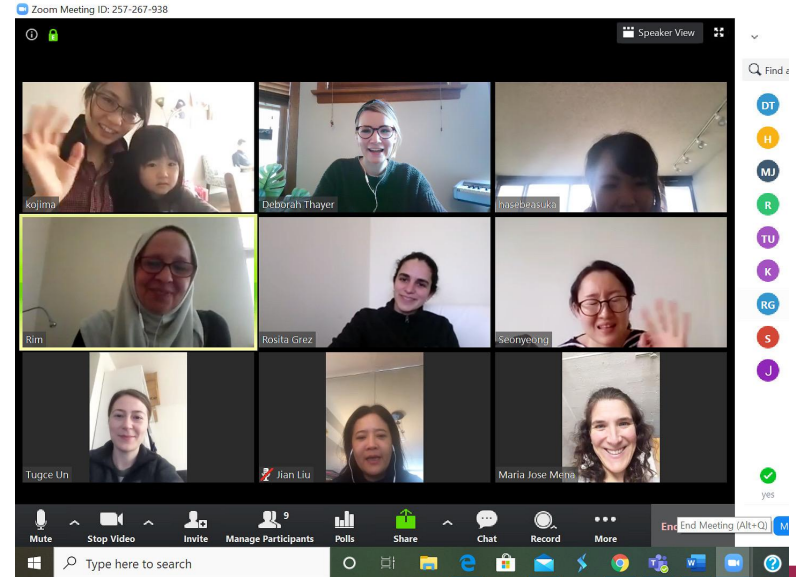 Zoom Meeting ID: 257-267-938
Speaker View
Find a
DT
H
MJ
R
TU
K
RG
S
J
kojima
Deborah Thayer
hasebeasuka
Rim
Rosita Grez
Seonyeong
Tugce Un
Jian Liu
Maria Jose Mena
yes
9
Mute
Stop Video
Invite
Manage Participants
Polls
Share
Chat
Record
More
End
End Meeting (Alt+Q)
M
Type here to search